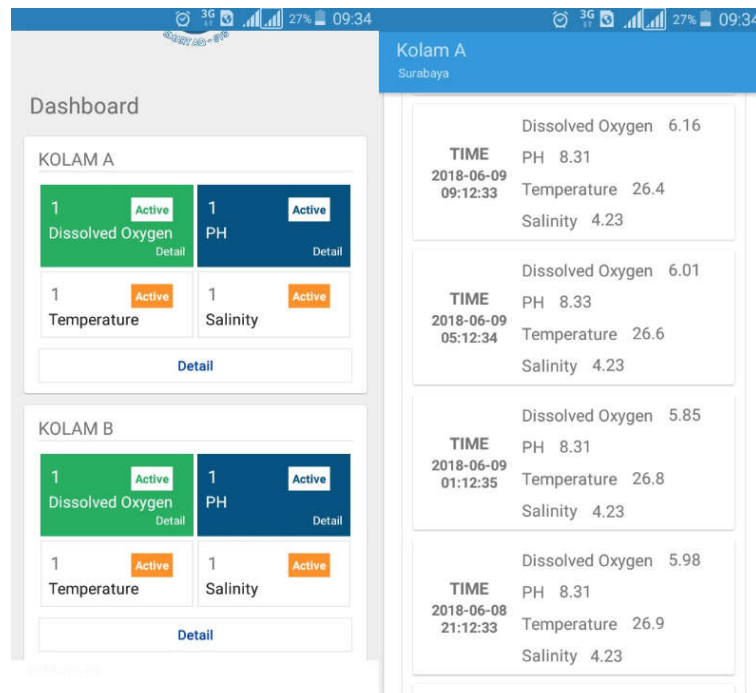 3G 27% 09:34
SMART AQ - SYS
Dashboard
KOLAM A
1 Active
Dissolved Oxygen
Detail
1 Active
PH
Detail
1 Active
Temperature
1 Active
Salinity
Detail
KOLAM B
1 Active
Dissolved Oxygen
Detail
1 Active
PH
Detail
1 Active
Temperature
1 Active
Salinity
Detail
3G 27% 09:34
Kolam A
Surabaya
TIME
2018-06-09
09:12:33
Dissolved Oxygen 6.16
PH 8.31
Temperature 26.4
Salinity 4.23
TIME
2018-06-09
05:12:34
Dissolved Oxygen 6.01
PH 8.33
Temperature 26.6
Salinity 4.23
TIME
2018-06-09
01:12:35
Dissolved Oxygen 5.85
PH 8.31
Temperature 26.8
Salinity 4.23
TIME
2018-06-08
21:12:33
Dissolved Oxygen 5.98
PH 8.31
Temperature 26.9
Salinity 4.23